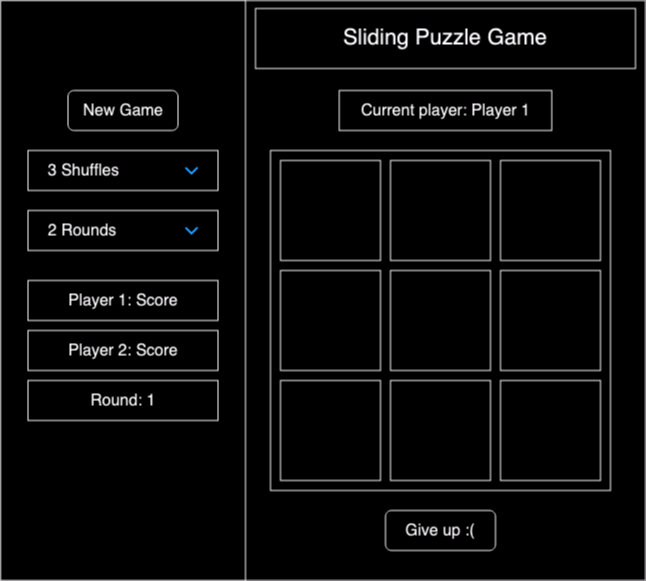 Sliding Puzzle Game
New Game
Current player: Player 1
3 Shuffles
2 Rounds
Player 1: Score
Player 2: Score
Round: 1
Give up :(